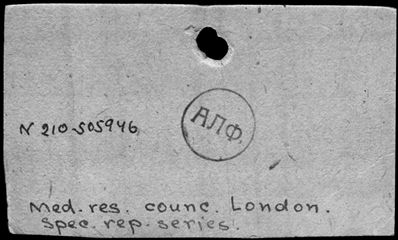 N 210-505946
АЛФ.
Med. res. counc. London.
Spec. rep. series.